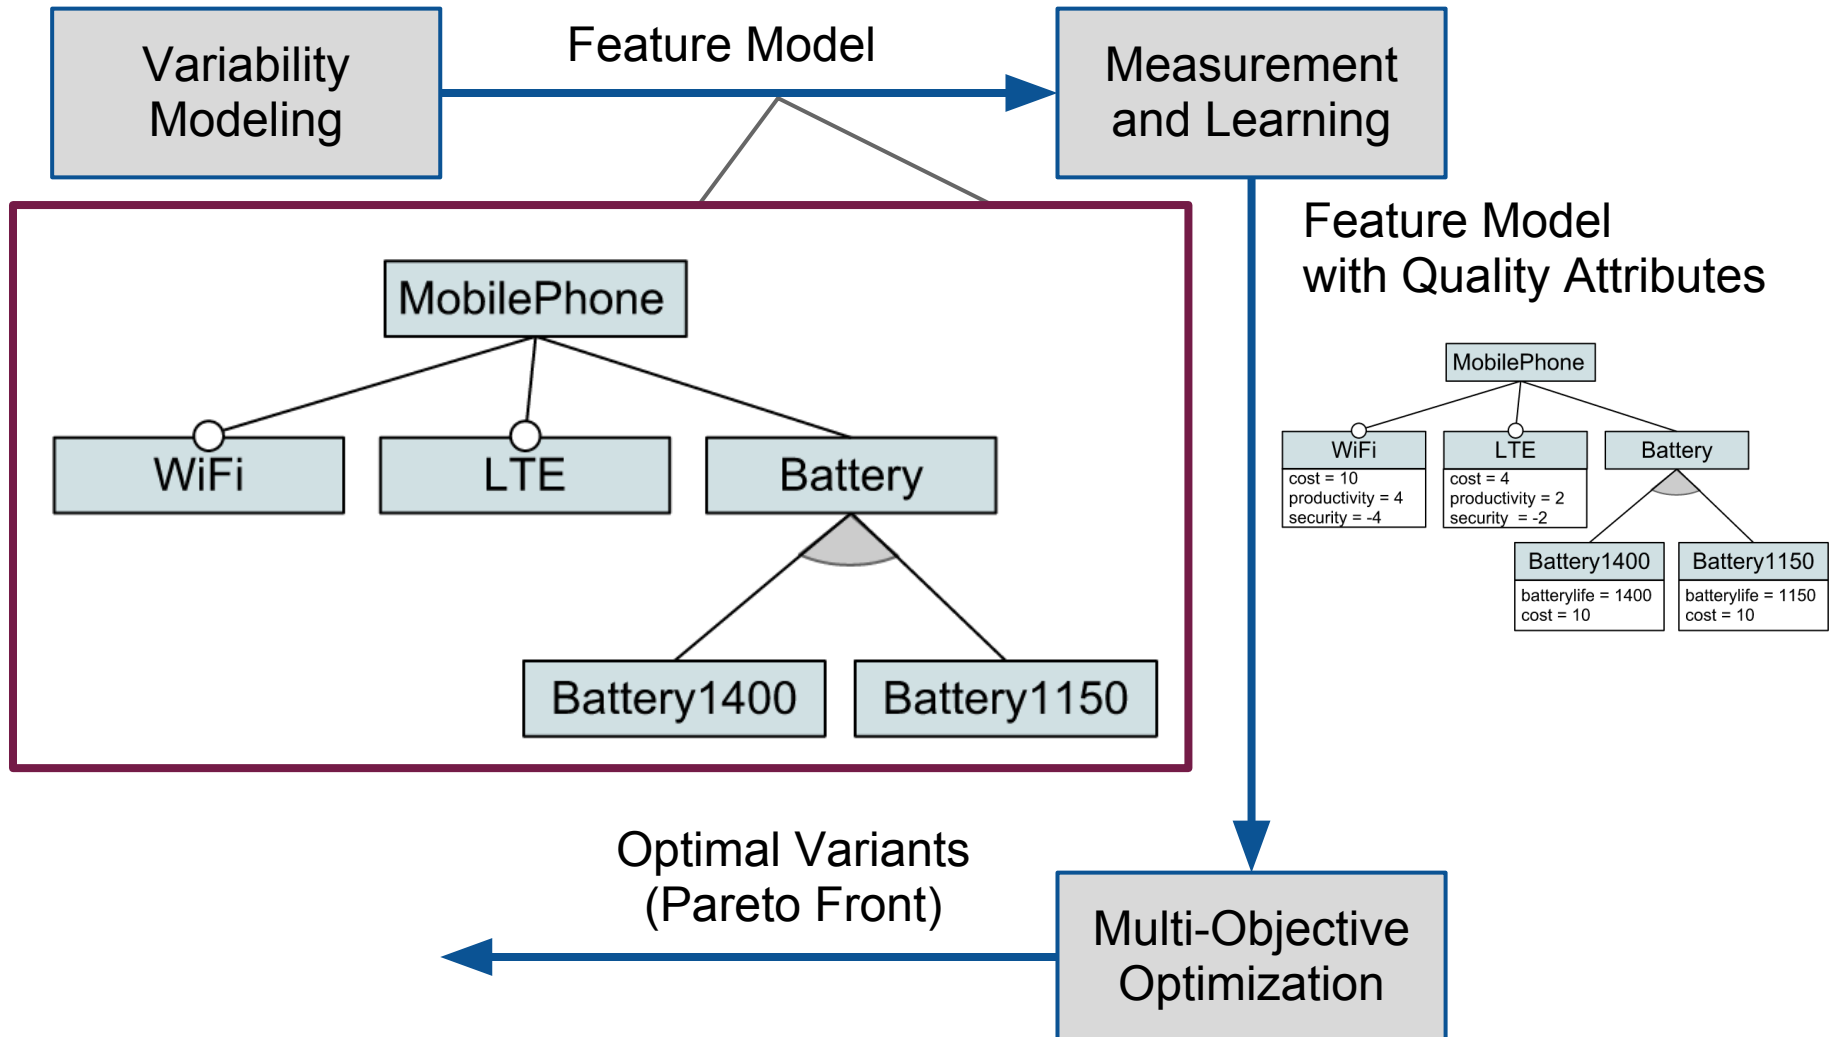 Variability
Modeling
Feature Model
Measurement
and Learning
Feature Model
with Quality Attributes
MobilePhone
WiFi
LTE
Battery
Battery1400
Battery1150
MobilePhone
WiFi
cost = 10
productivity = 4
security = -4
LTE
cost = 4
productivity = 2
security  = -2
Battery
Battery1400
batterylife = 1400
cost = 10
Battery1150
batterylife = 1150
cost = 10
Optimal Variants
(Pareto Front)
Multi-Objective
Optimization